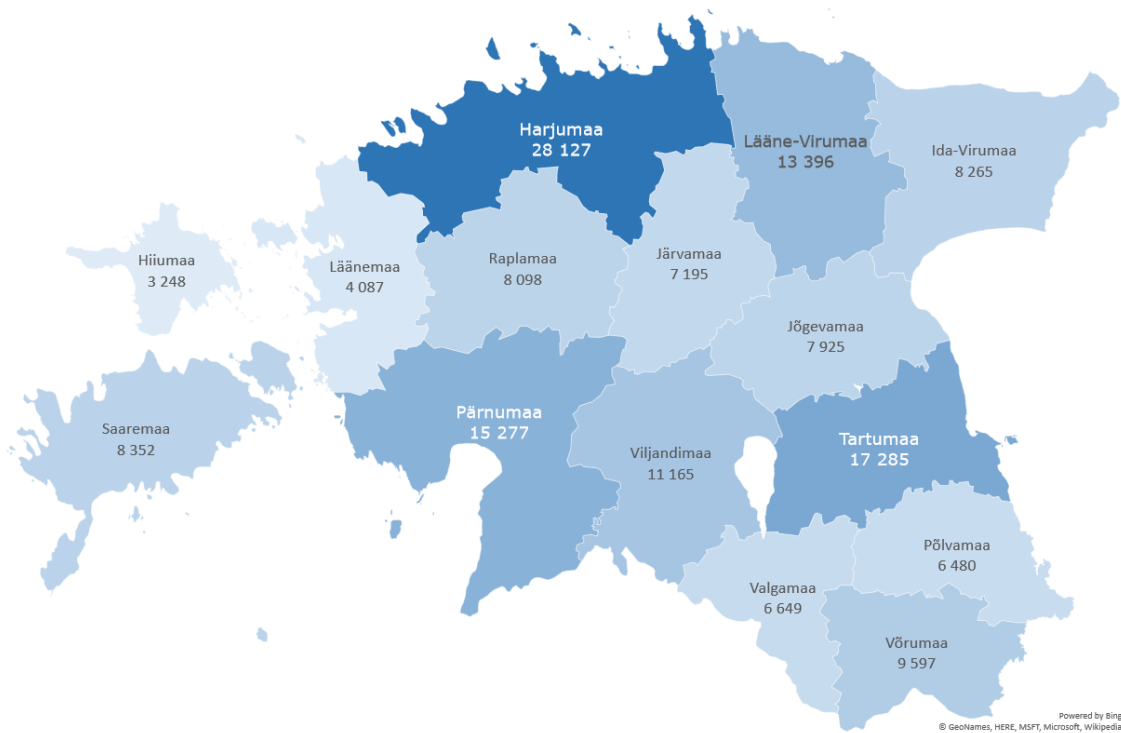 Harjumaa
28 127
Lääne-Virumaa
13 396
Ida-Virumaa
8 265
Hiiumaa
3 248
Läänemaa
4 087
Raplamaa
8 098
Järvamaa
7 195
Jõgevamaa
7 925
Saaremaa
8 352
Pärnumaa
15 277
Viljandimaa
11 165
Tartumaa
17 285
Põlvamaa
6 480
Valgamaa
6 649
Võrumaa
9 597
Powered by Bing
© GeoNames, HERE, MSFT, Microsoft, Wikipedia